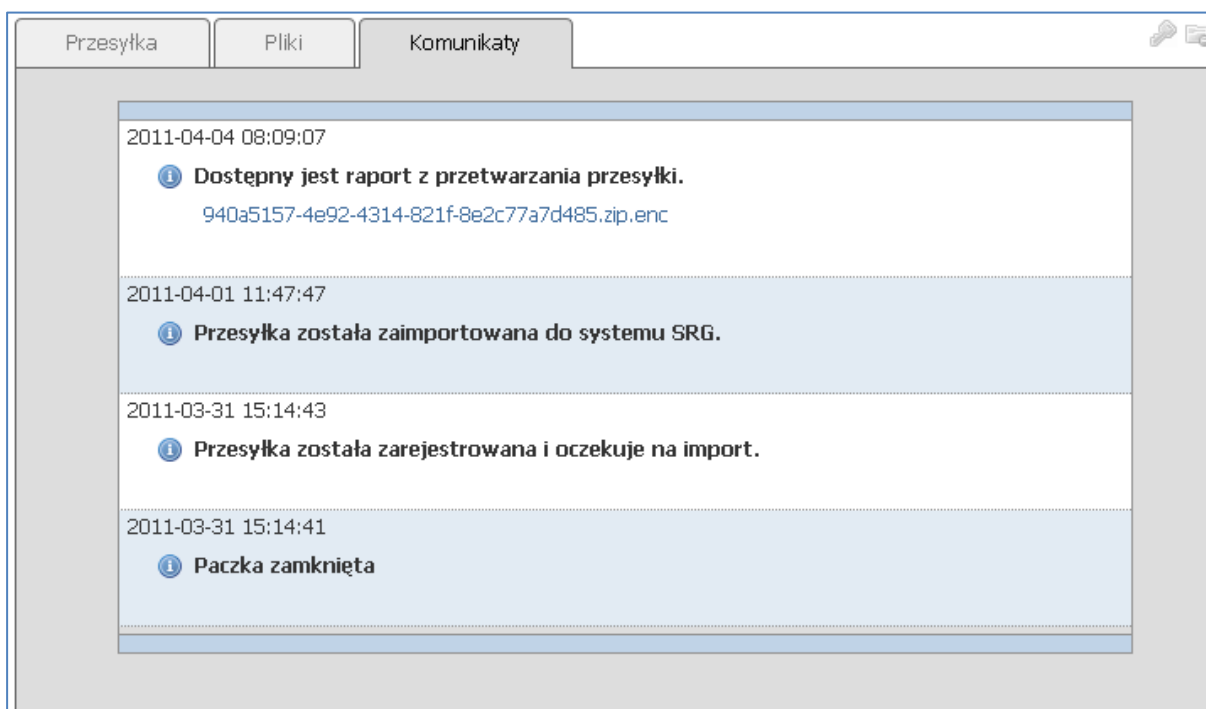 Przesyłka Pliki Komunikaty
2011-04-04 08:09:07
Dostępny jest raport z przetwarzania przesyłki.
940a5157-4e92-4314-821f-8e2c77a7d485.zip.enc
2011-04-01 11:47:47
Przesyłka została zaimportowana do systemu SRG.
2011-03-31 15:14:43
Przesyłka została zarejestrowana i oczekuje na import.
2011-03-31 15:14:41
Paczka zamknięta